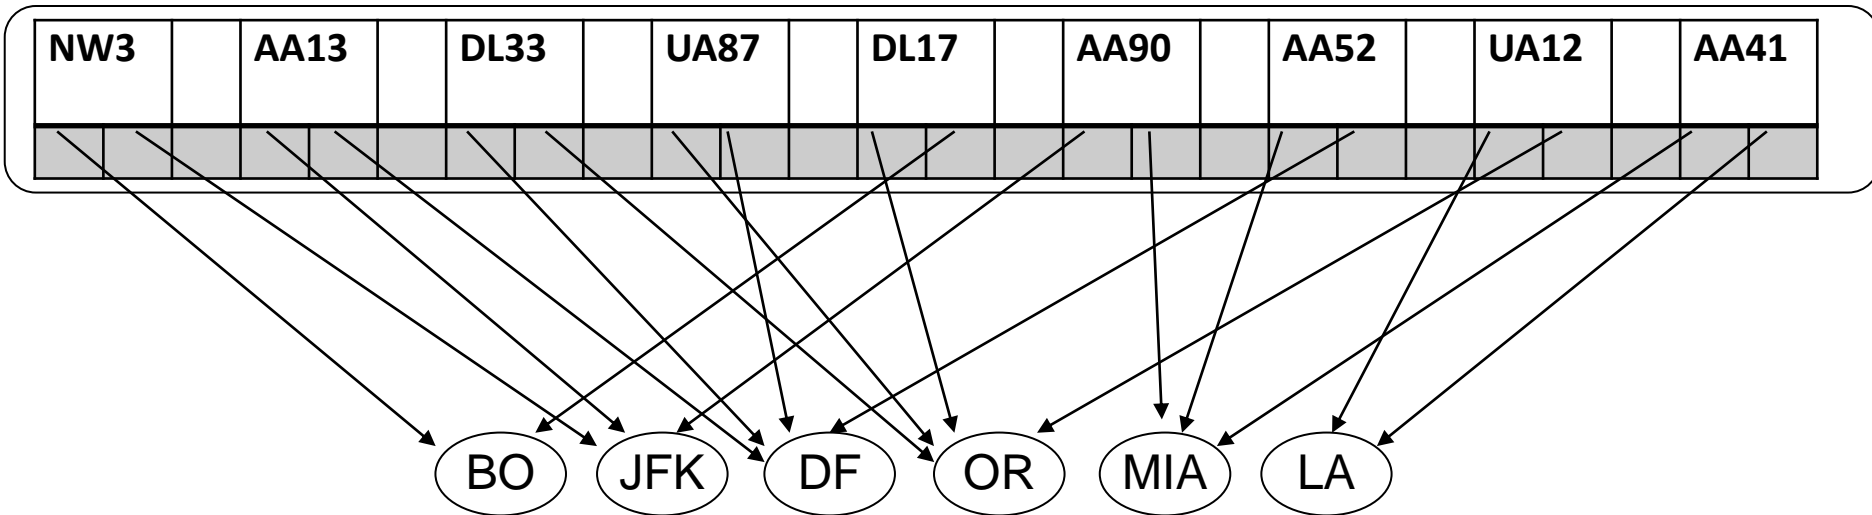 NW3 AA13 DL33 UA87 DL17 AA90 AA52 UA12 AA41
BO JFK DF OR MIA LA